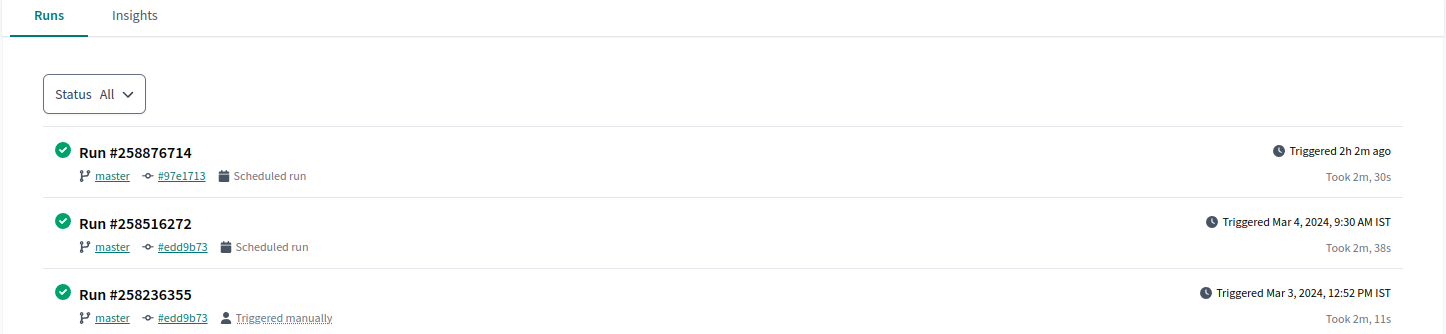 Runs Insights
Status All
Run #258876714 Triggered 2h 2m ago
master #97e1713 Scheduled run Took 2m, 30s
Run #258516272 Triggered Mar 4, 2024, 9:30 AM IST
master #edd9b73 Scheduled run Took 2m, 38s
Run #258236355 Triggered Mar 3, 2024, 12:52 PM IST
master #edd9b73 Triggered manually Took 2m, 11s